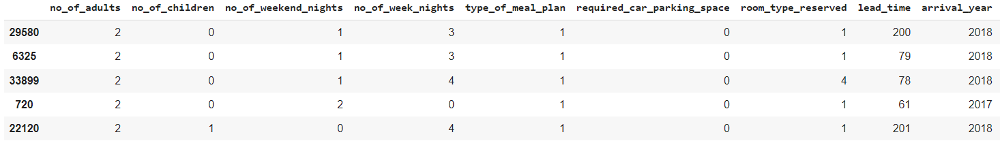 no_of_adults no_of_children no_of_weekend_nights no_of_week_nights type_of_meal_plan required_car_parking_space room_type_reserved lead_time arrival_year
29580 2 0 1 3 1 0 1 200 2018
6325 2 0 1 3 1 0 1 79 2018
33899 2 0 1 4 1 0 4 78 2018
720 2 0 2 0 1 0 1 61 2017
22120 2 1 0 4 1 0 1 201 2018